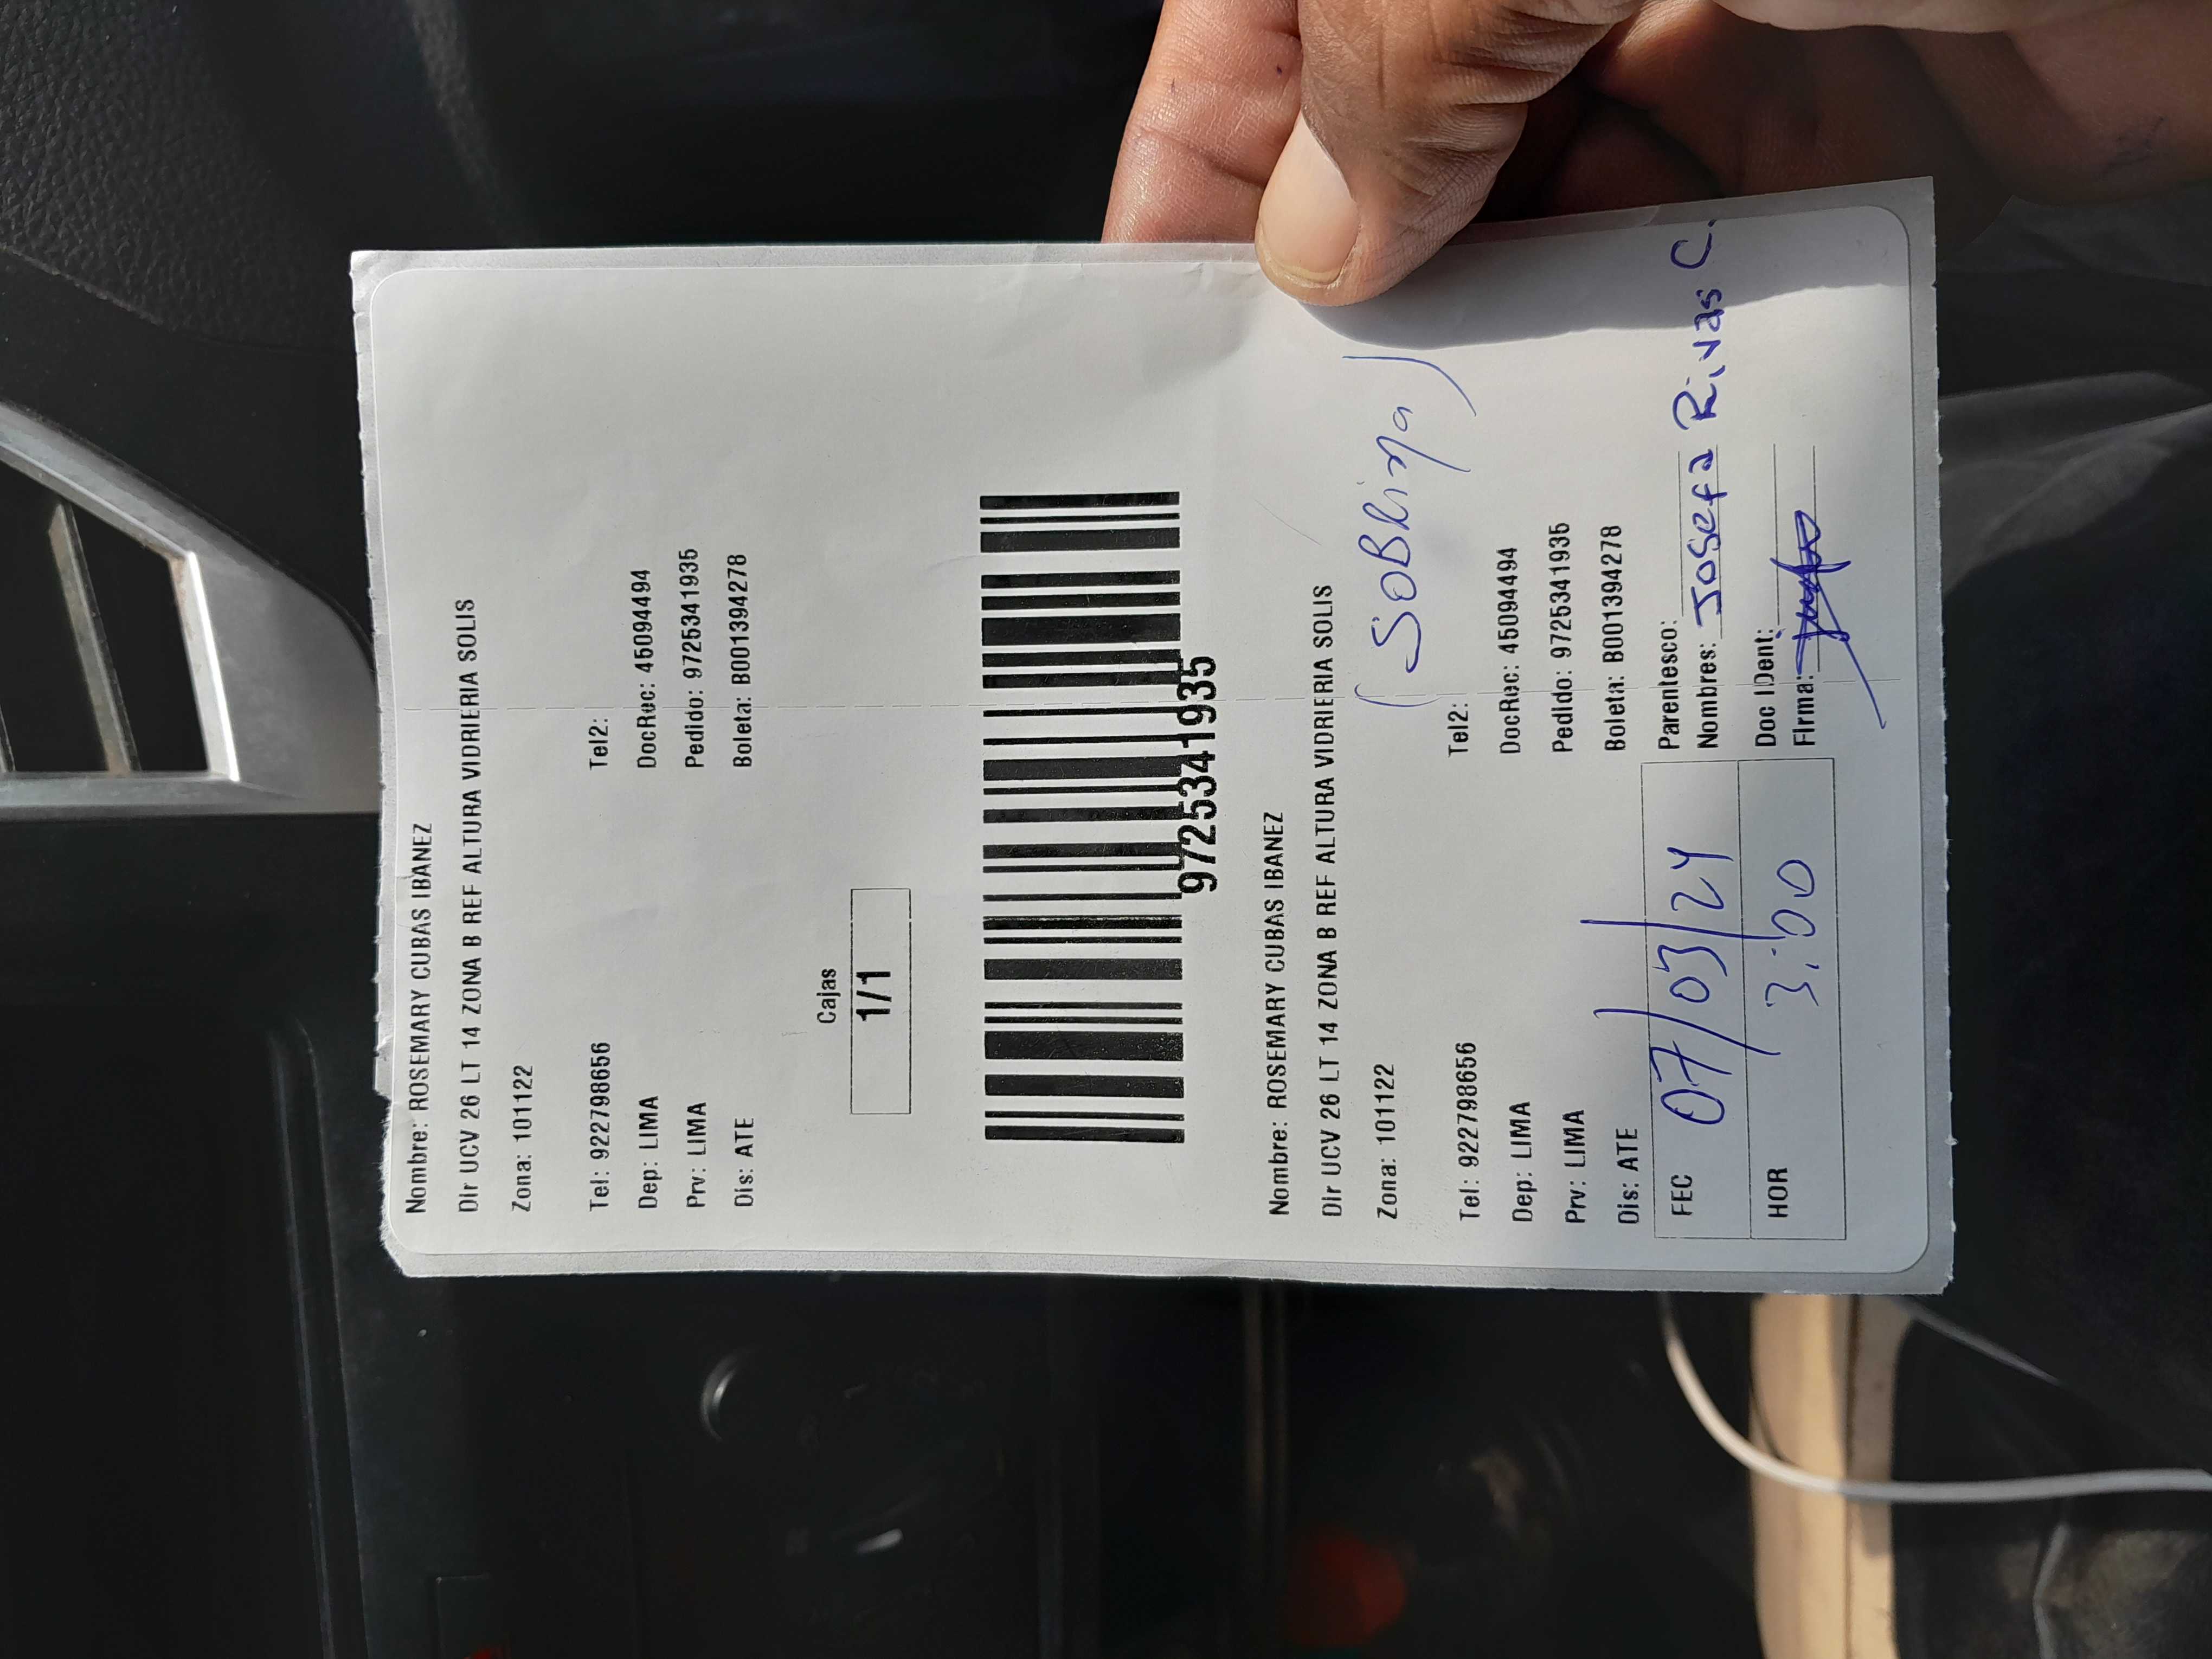 Nombre: ROSEMARY CUBAS IBANEZ
Dir UCV 26 LT 14 ZONA B REF ALTURA VIDRIERIA SOLIS
Zona: 101122
Tel: 922798656 Tel2:
Dep: LIMA DocRec: 45094494
Prv: LIMA Pedido: 9725341935
Dis: ATE Boleta: B001394278
Cajas
1/1
9725341935
Nombre: ROSEMARY CUBAS IBANEZ
Dir UCV 26 LT 14 ZONA B REF ALTURA VIDRIERIA SOLIS
Zona: 101122
(SOBRINA)
Tel: 922798656 Tel2:
Dep: LIMA DocRec: 45094494
Prv: LIMA Pedido: 9725341935
Dis: ATE Boleta: B001394278
FEC 07/03/24 Parentesco:
Nombres: Josefa Rivas C.
HOR 3:00 Doc IDent:
Firma: